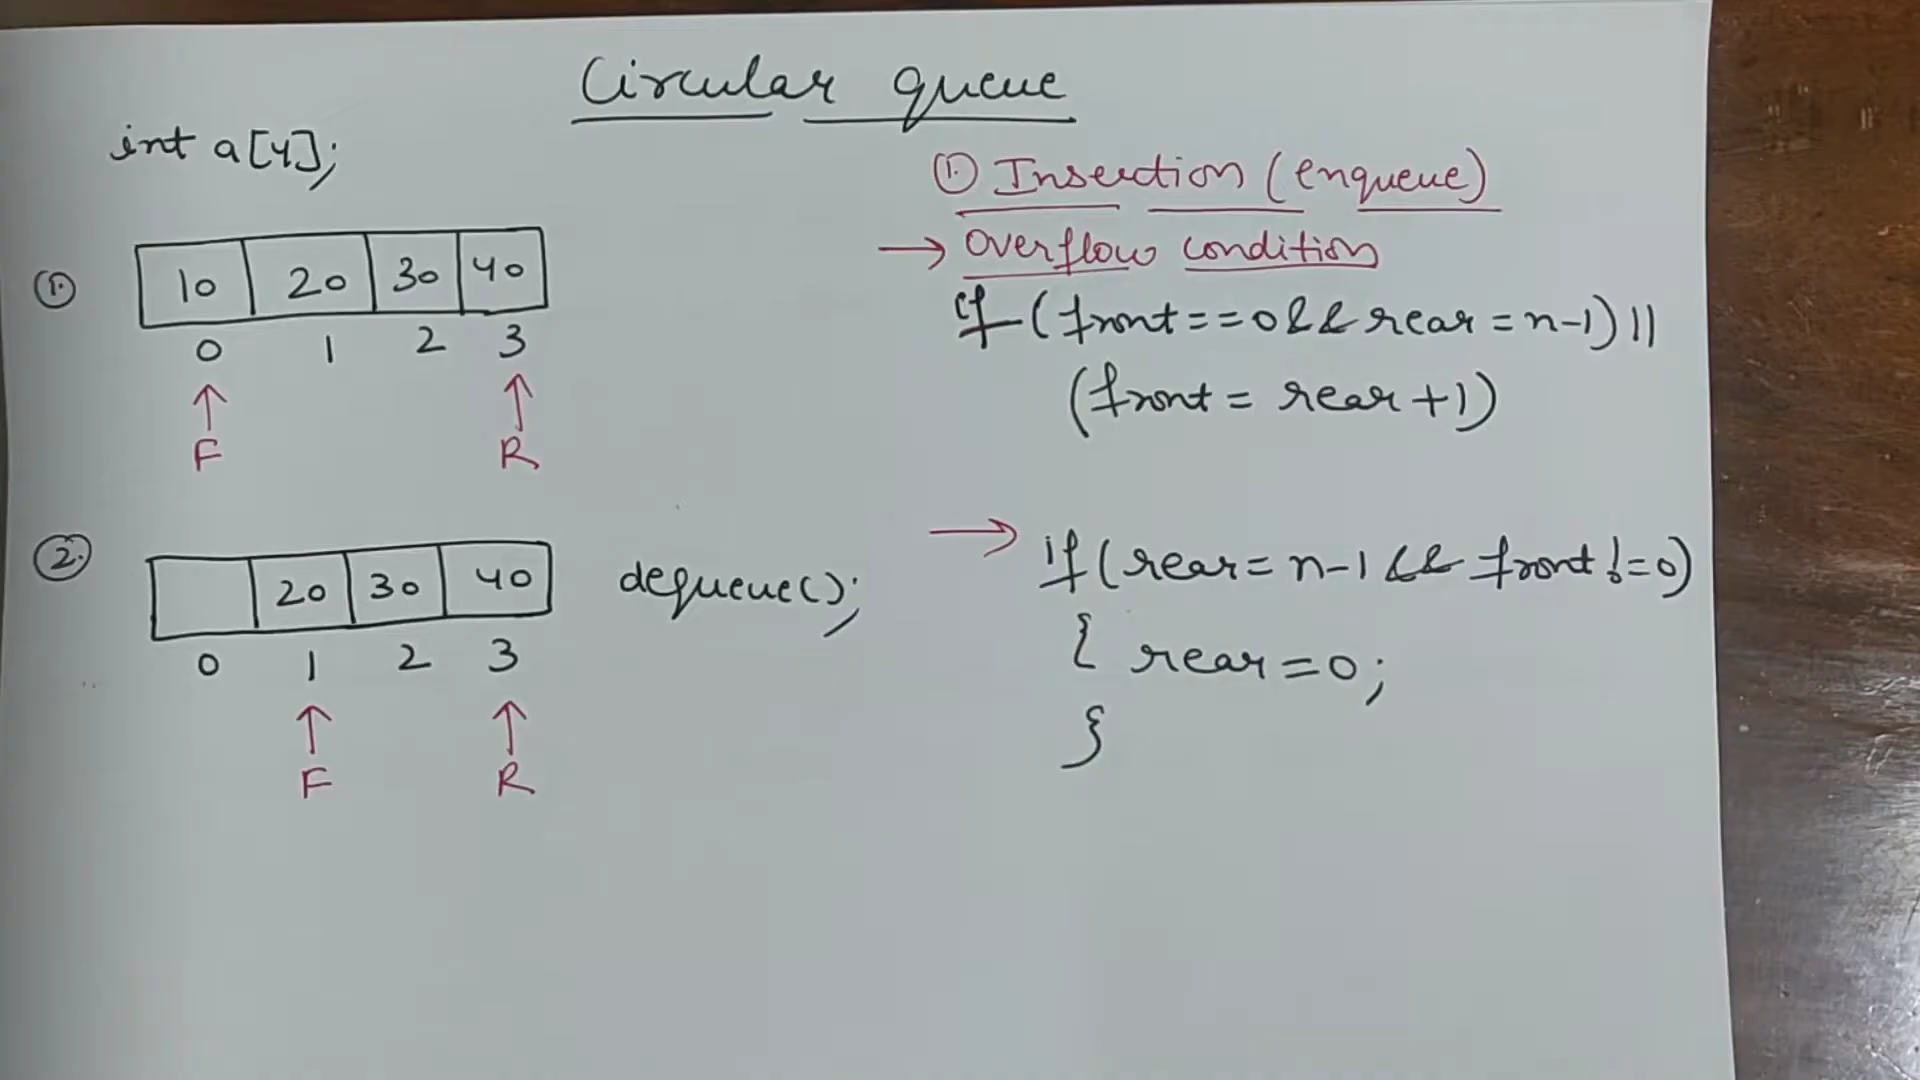 Circular queue
int a[4];
① Insertion (enqueue)
→ Overflow condition
if (front==0 && rear=n-1) ||
(front = rear+1)
①. 10 20 30 40
0 1 2 3
F R
→ if (rear = n-1 && front != 0)
{ rear=0;
}
②. 20 30 40 dequeue();
0 1 2 3
F R